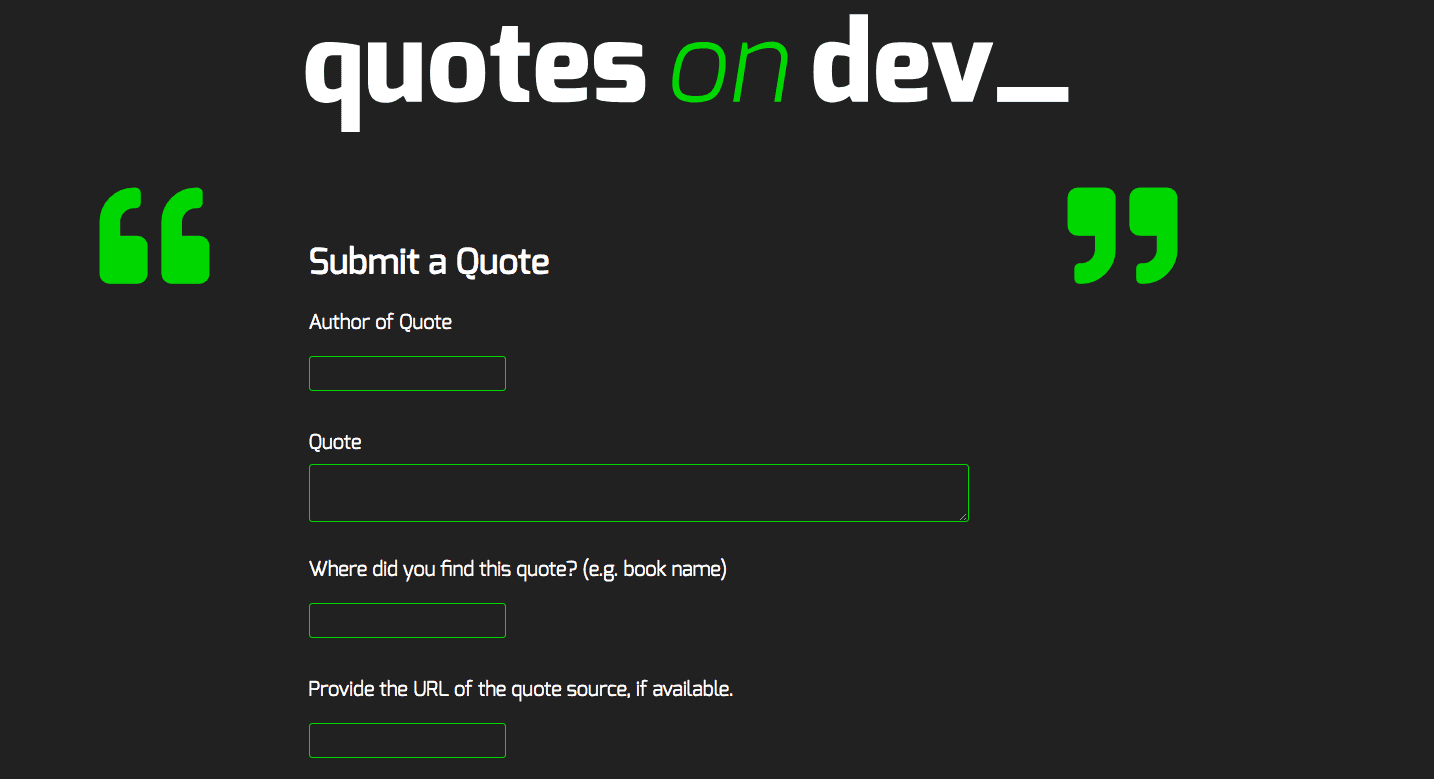 quotes on dev_
“ ”
Submit a Quote
Author of Quote
Quote
Where did you find this quote? (e.g. book name)
Provide the URL of the quote source, if available.